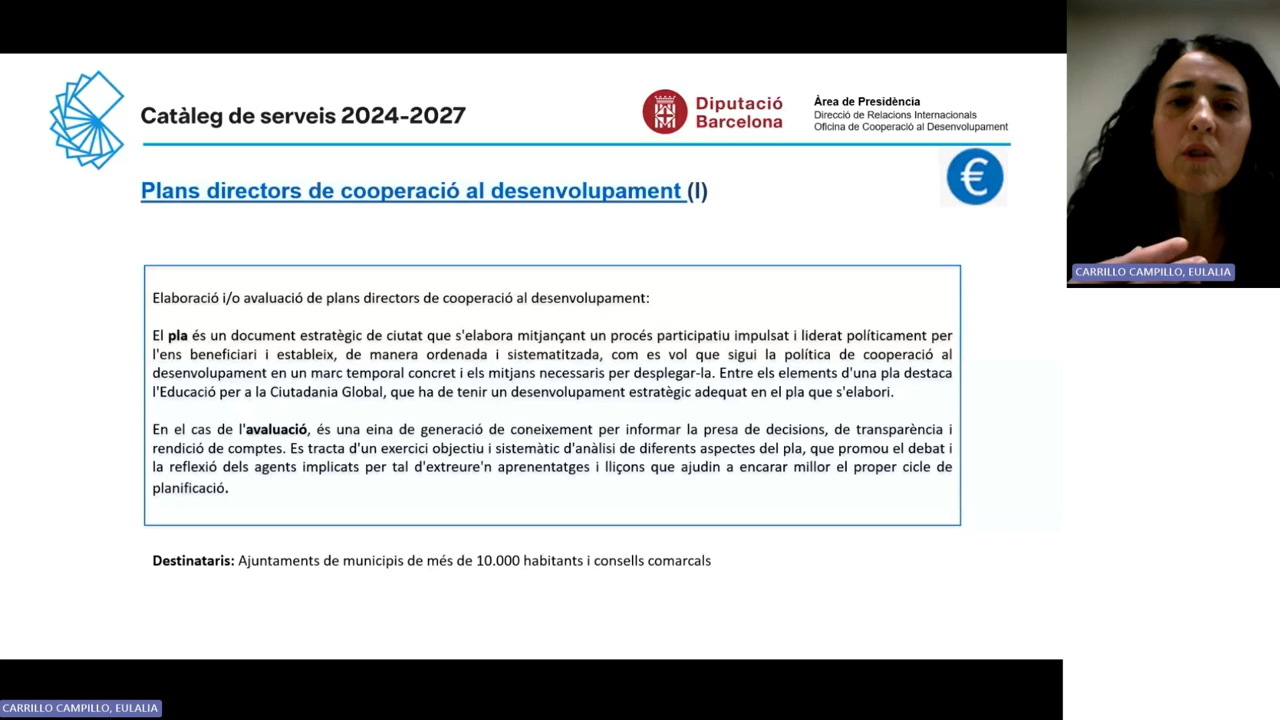 Catàleg de serveis 2024-2027
Diputació
Barcelona
Àrea de Presidència
Direcció de Relacions Internacionals
Oficina de Cooperació al Desenvolupament
€
Plans directors de cooperació al desenvolupament (I)
Elaboració i/o avaluació de plans directors de cooperació al desenvolupament:
El pla és un document estratègic de ciutat que s'elabora mitjançant un procés participatiu impulsat i liderat políticament per
l'ens beneficiari i estableix, de manera ordenada i sistematitzada, com es vol que sigui la política de cooperació al
desenvolupament en un marc temporal concret i els mitjans necessaris per desplegar-la. Entre els elements d'una pla destaca
l'Educació per a la Ciutadania Global, que ha de tenir un desenvolupament estratègic adequat en el pla que s'elabori.
En el cas de l'avaluació, és una eina de generació de coneixement per informar la presa de decisions, de transparència i
rendició de comptes. Es tracta d'un exercici objectiu i sistemàtic d'anàlisi de diferents aspectes del pla, que promou el debat i
la reflexió dels agents implicats per tal d'extreure'n aprenentatges i lliçons que ajudin a encarar millor el proper cicle de
planificació.
Destinataris: Ajuntaments de municipis de més de 10.000 habitants i consells comarcals
CARRILLO CAMPILLO, EULALIA
CARRILLO CAMPILLO, EULALIA